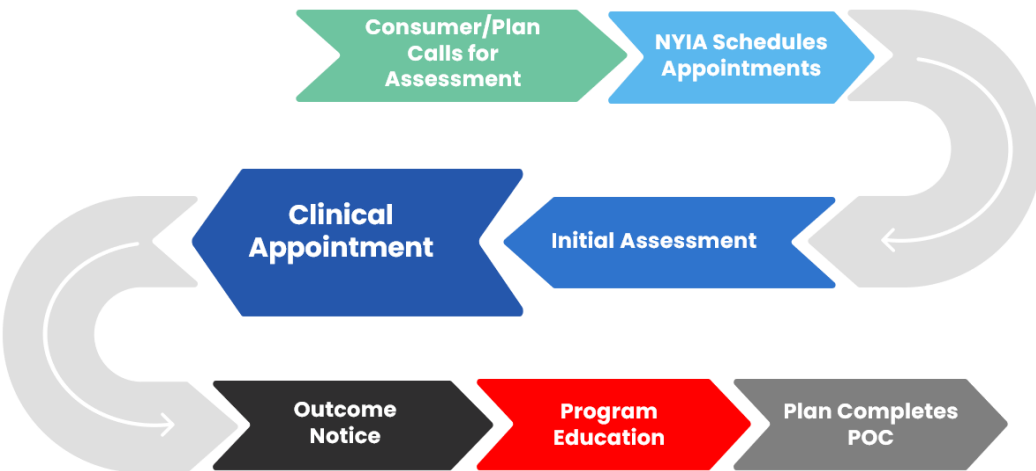 Consumer/Plan
Calls for
Assessment
NYIA Schedules
Appointments
Initial Assessment
Clinical
Appointment
Outcome
Notice
Program
Education
Plan Completes
POC